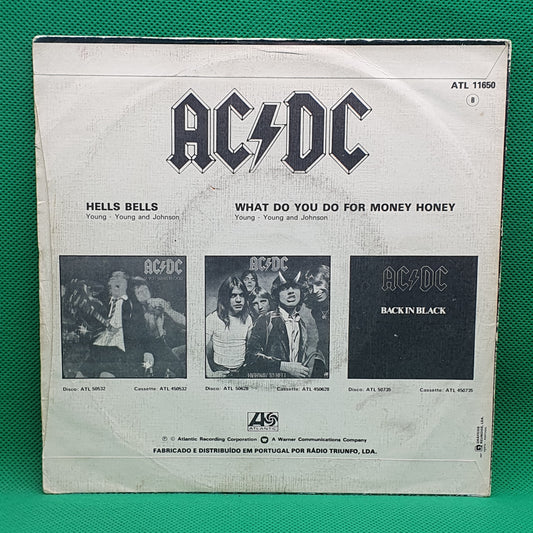 ATL 11650
B
AC DC
HELLS BELLS
Young - Young and Johnson
WHAT DO YOU DO FOR MONEY HONEY
Young - Young and Johnson
AC DC
AC DC
AC DC
BACK IN BLACK
Disco: ATL 50532 Cassette: ATL 450532
Disco: ATL 50628 Cassette: ATL 450628
Disco: ATL 50735 Cassette: ATL 450735
ATLANTIC
℗ © Atlantic Recording Corporation A Warner Communications Company
FABRICADO E DISTRIBUÍDO EM PORTUGAL POR RÁDIO TRIUNFO, LDA.